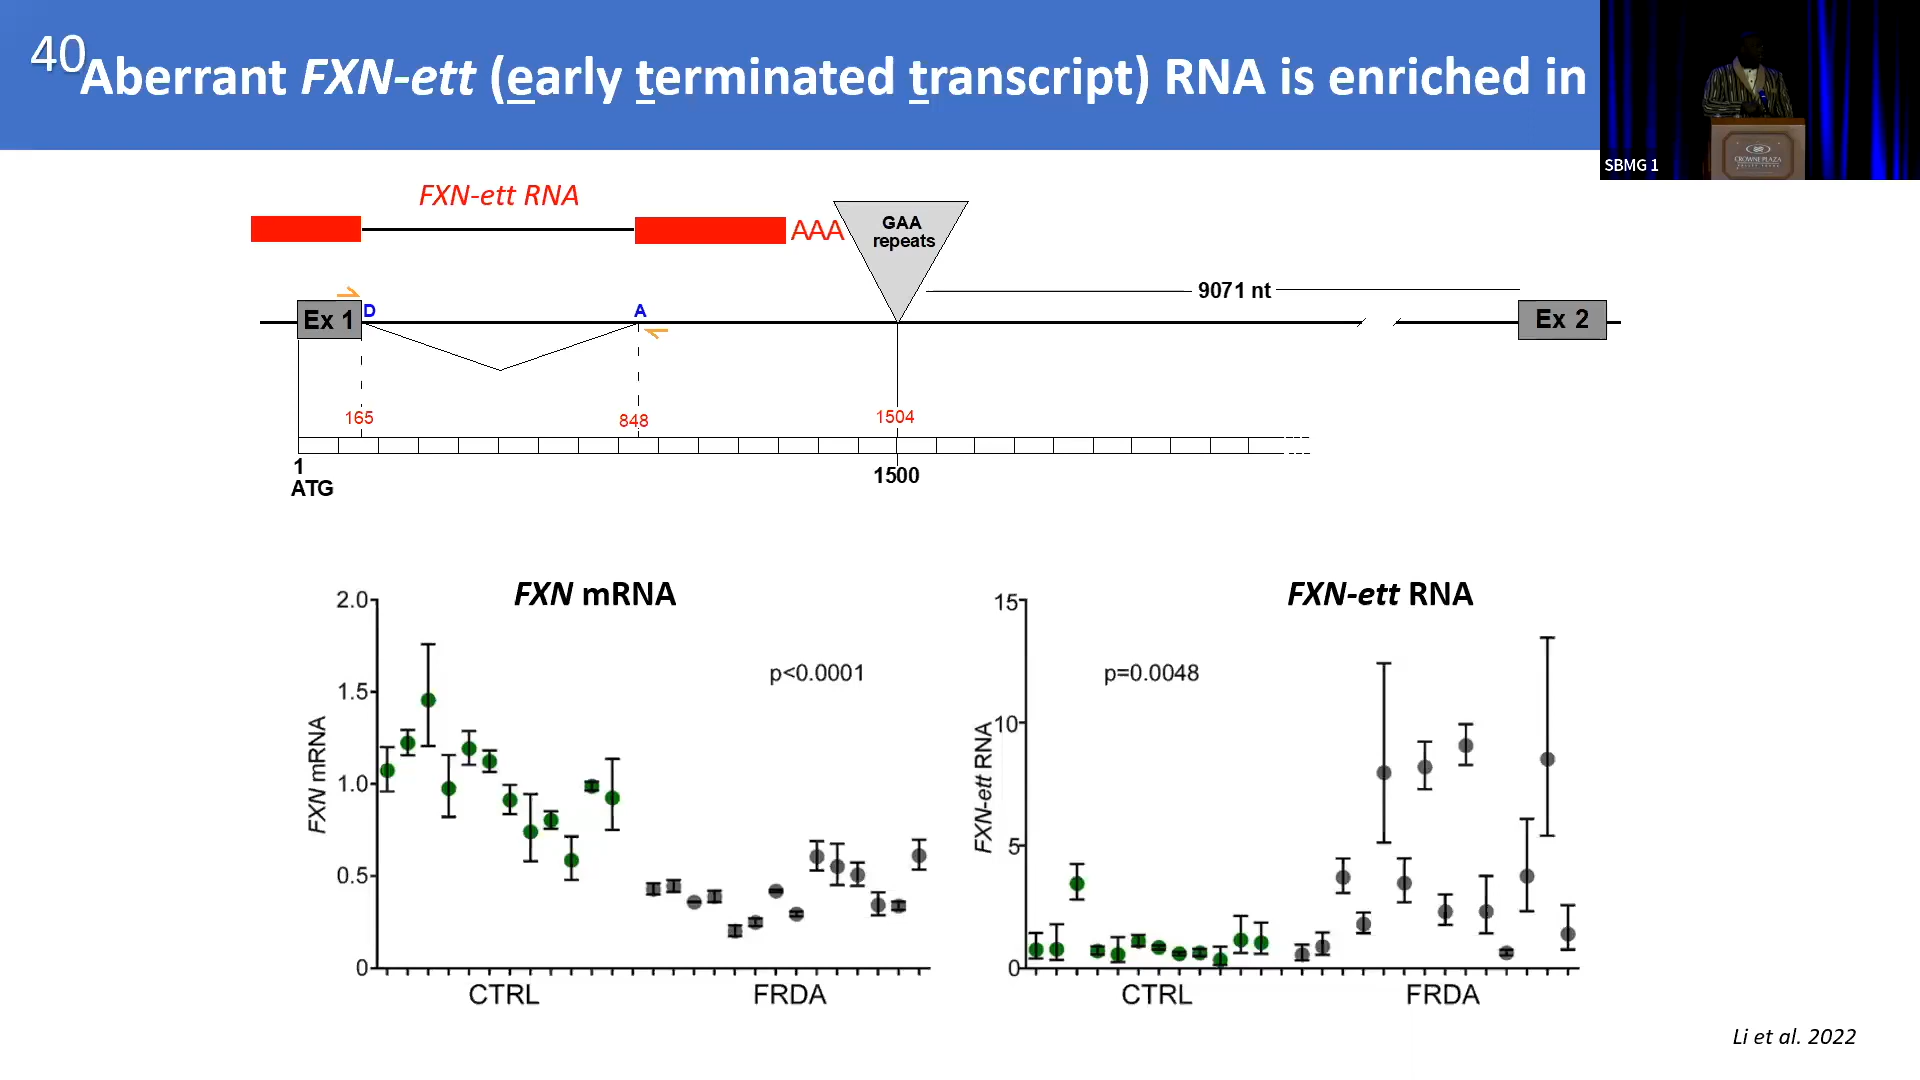 40
Aberrant FXN-ett (early terminated transcript) RNA is enriched in
SBMG 1
CROWNE PLAZA
FXN-ett RNA
AAA
GAA
repeats
9071 nt
Ex 1
D
A
Ex 2
165
848
1504
1
ATG
1500
FXN mRNA
2.0
1.5
1.0
0.5
0
FXN mRNA
p<0.0001
CTRL
FRDA
FXN-ett RNA
15
10
5
0
FXN-ett RNA
p=0.0048
CTRL
FRDA
Li et al. 2022